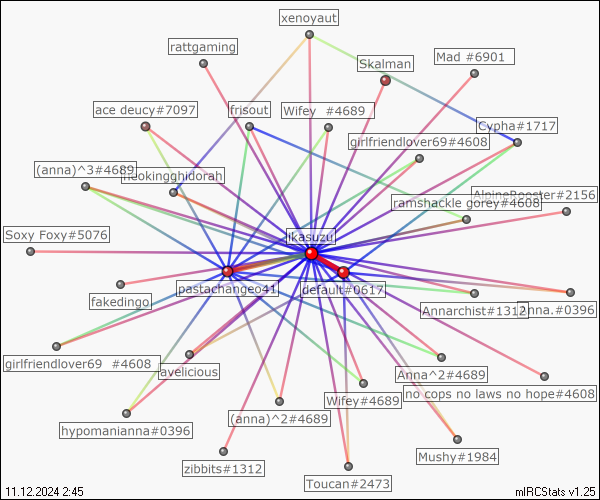 xenoyaut
rattgaming
Skalman
Mad #6901
ace deucy#7097
frisout
Wifey #4689
Cypha#1717
girlfriendlover69#4608
(anna)^3#4689
neokingghidorah
AlpineRooster#2156
ramshackle gorey#4608
Soxy Foxy#5076
ikasuzu
pastachangeo41
default#0617
fakedingo
Annarchist#1312
anna.#0396
girlfriendlover69 #4608
avelicious
Anna^2#4689
no cops no laws no hope#4608
Wifey#4689
(anna)^2#4689
hypomanianna#0396
Mushy#1984
zibbits#1312
Toucan#2473
11.12.2024 2:45
mIRCStats v1.25